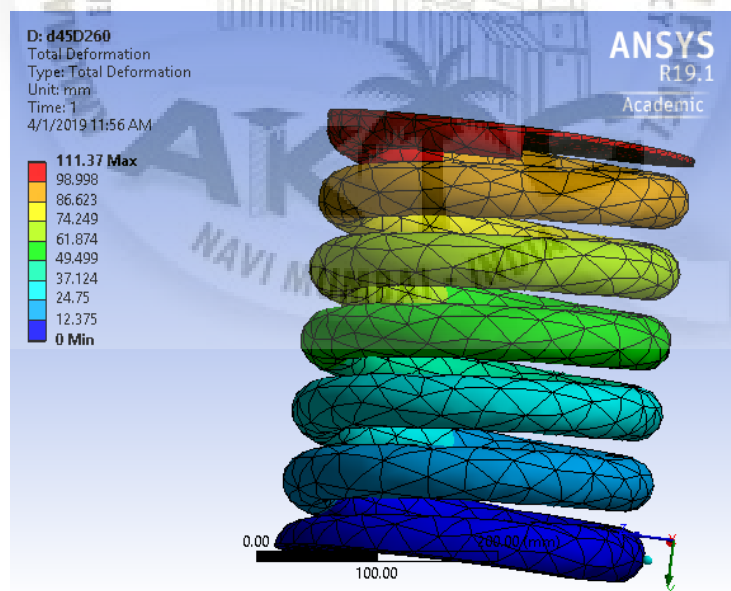 D: d45D260
Total Deformation
Type: Total Deformation
Unit: mm
Time: 1
4/1/2019 11:56 AM
111.37 Max
98.998
86.623
74.249
61.874
49.499
37.124
24.75
12.375
0 Min
ANSYS
R19.1
Academic
NAVI MUMBAI - INDIA
0.00
200.00 (mm)
100.00
Z
X
Y